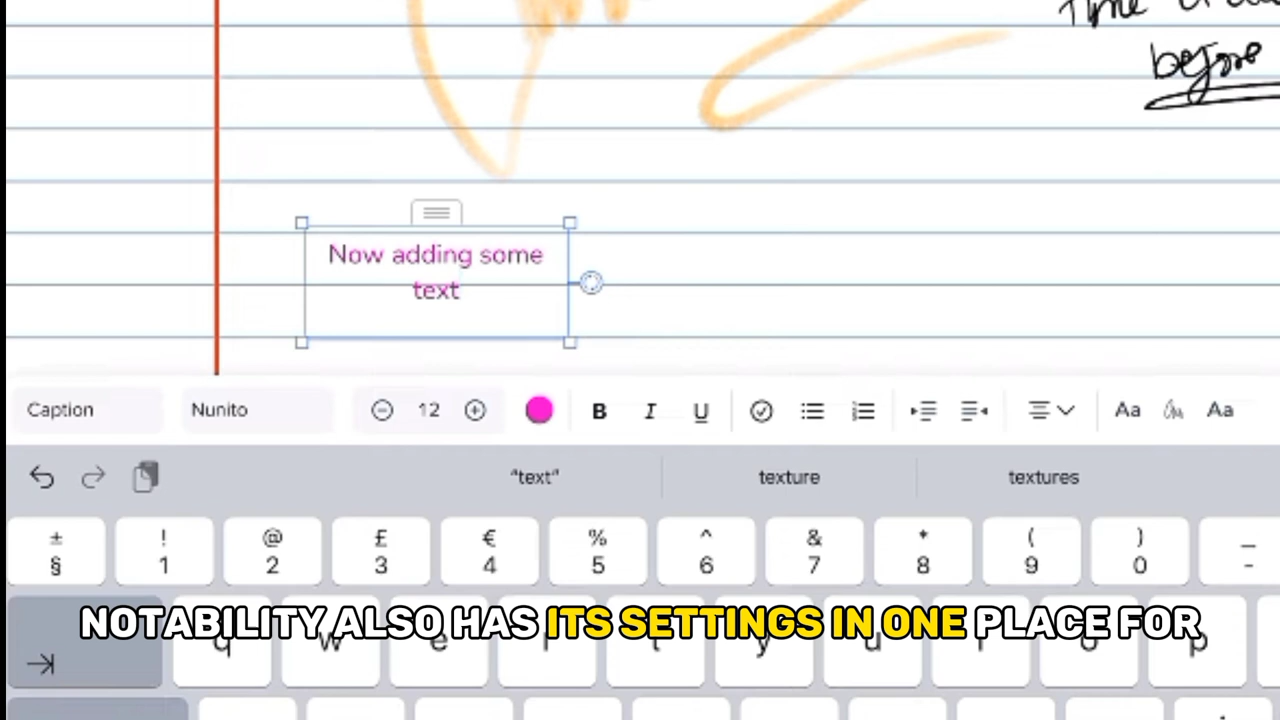 before
Now adding some
text
Caption Nunito 12 B I U Aa Aa
“text” texture textures
± ! @ £ € % ^ & * ( ) _
§ 1 2 3 4 5 6 7 8 9 0 -
NOTABILITY ALSO HAS ITS SETTINGS IN ONE PLACE FOR
q w e r t y u i o p